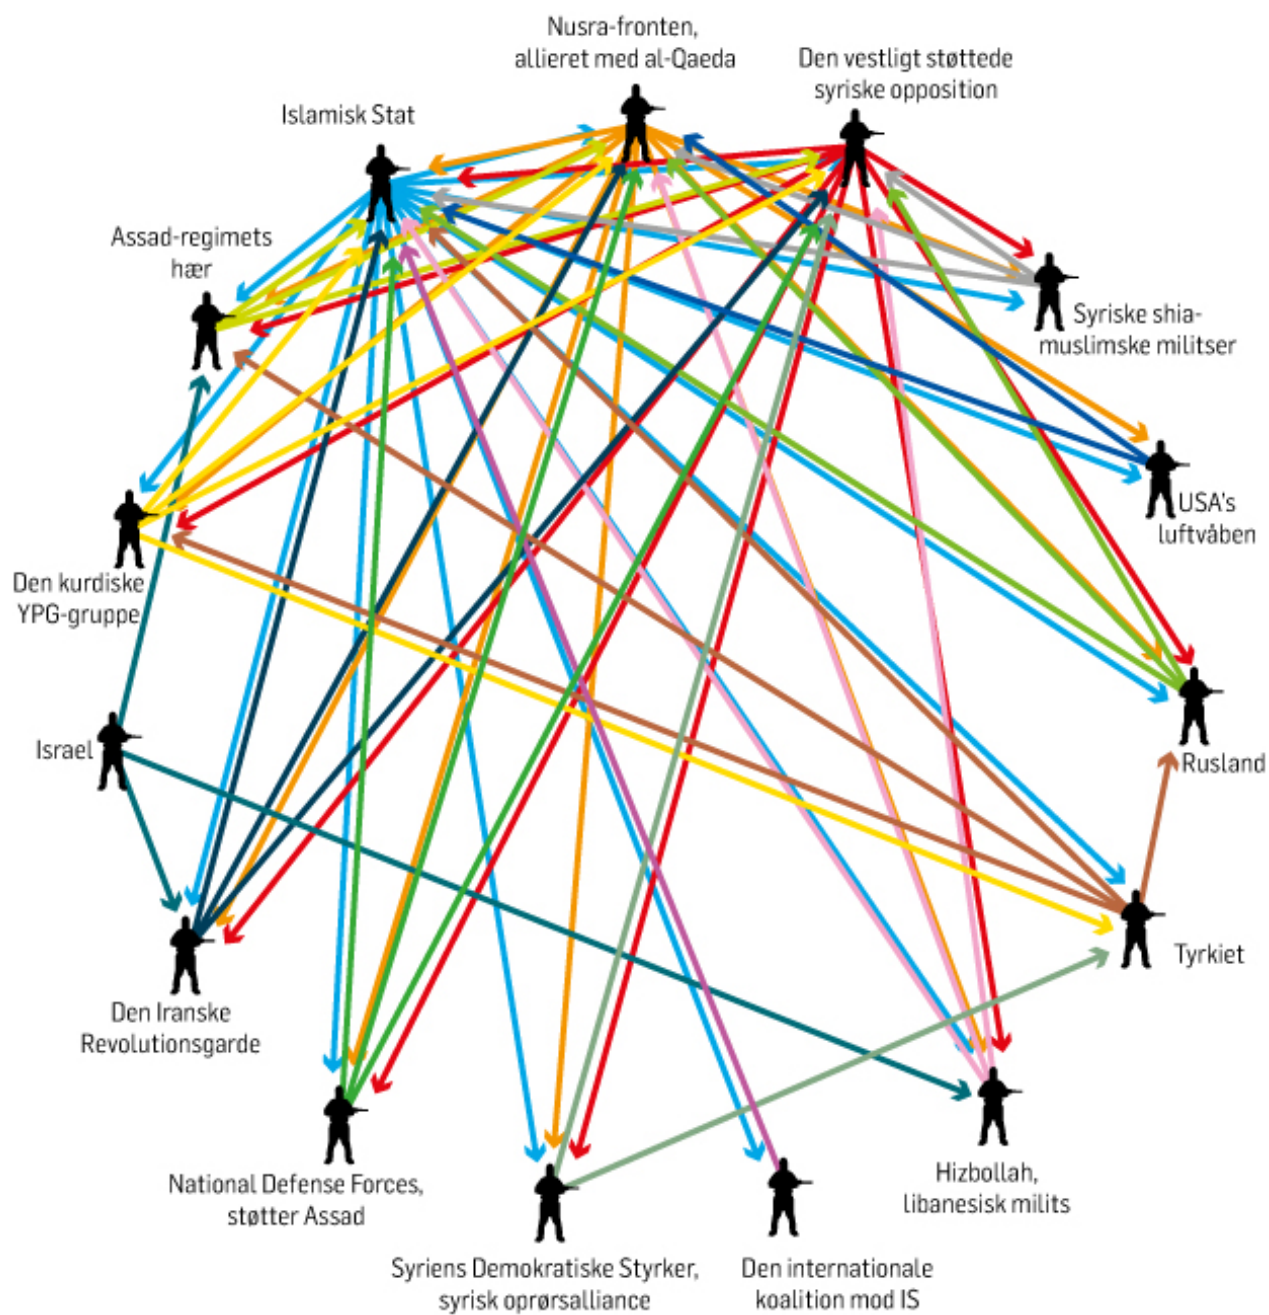 Nusra-fronten,
allieret med al-Qaeda
Den vestligt støttede
syriske opposition
Islamisk Stat
Assad-regimets
hær
Syriske shia-
muslimske militser
USA's
luftvåben
Den kurdiske
YPG-gruppe
Israel
Rusland
Tyrkiet
Den Iranske
Revolutionsgarde
National Defense Forces,
støtter Assad
Hizbollah,
libanesisk milits
Syriens Demokratiske Styrker,
syrisk oprørsalliance
Den internationale
koalition mod IS